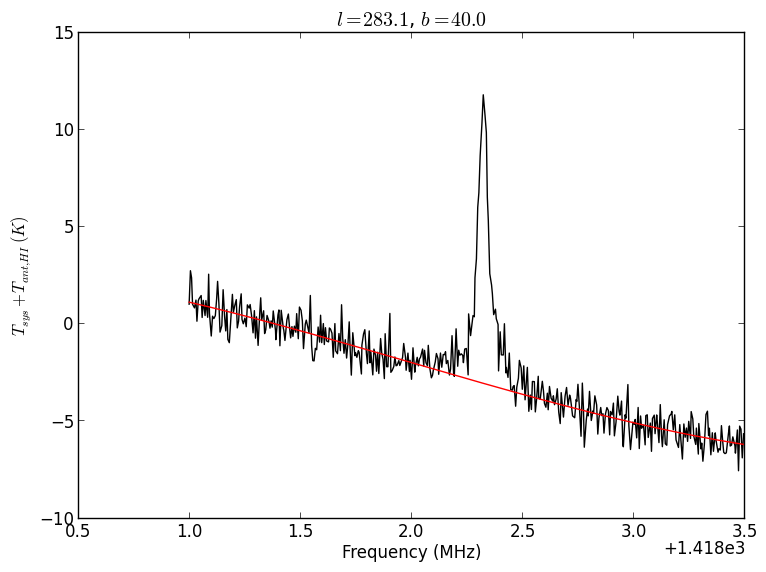 l = 283.1, b = 40.0
15
10
5
0
−5
−10
T_sys + T_ant,HI (K)
0.5 1.0 1.5 2.0 2.5 3.0 3.5
Frequency (MHz)
+1.418e3